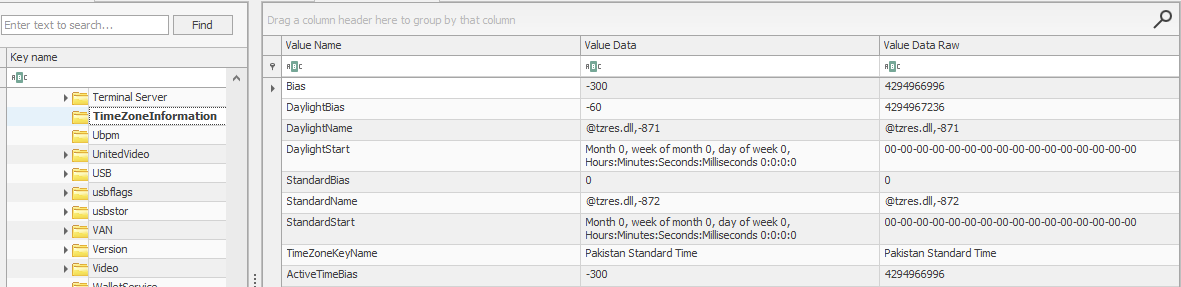 Enter text to search...
Find
Key name
ABC
Terminal Server
TimeZoneInformation
Ubpm
UnitedVideo
USB
usbflags
usbstor
VAN
Version
Video
WalletService
Drag a column header here to group by that column
Value Name Value Data Value Data Raw
ABC ABC ABC
Bias -300 4294966996
DaylightBias -60 4294967236
DaylightName @tzres.dll,-871 @tzres.dll,-871
DaylightStart Month 0, week of month 0, day of week 0, 00-00-00-00-00-00-00-00-00-00-00-00-00-00-00-00
Hours:Minutes:Seconds:Milliseconds 0:0:0:0
StandardBias 0 0
StandardName @tzres.dll,-872 @tzres.dll,-872
StandardStart Month 0, week of month 0, day of week 0, 00-00-00-00-00-00-00-00-00-00-00-00-00-00-00-00
Hours:Minutes:Seconds:Milliseconds 0:0:0:0
TimeZoneKeyName Pakistan Standard Time Pakistan Standard Time
ActiveTimeBias -300 4294966996